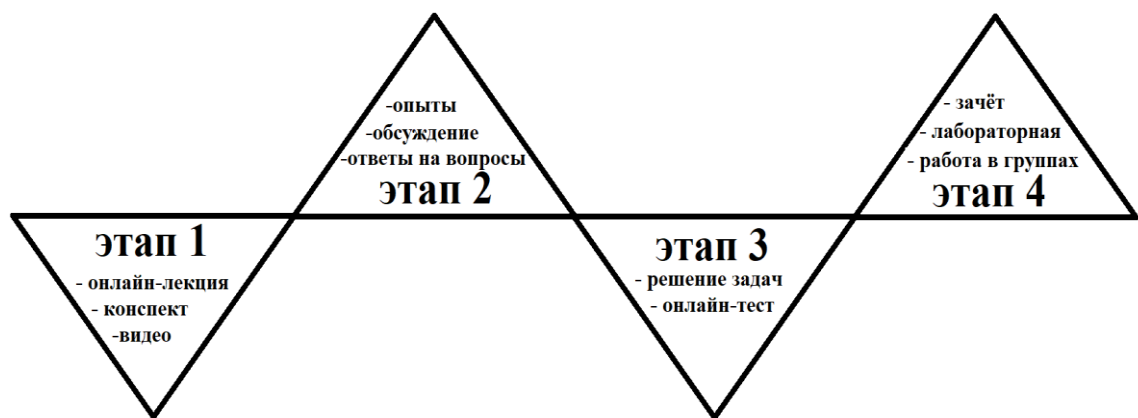 этап 1
- онлайн-лекция
- конспект
-видео
-опыты
-обсуждение
-ответы на вопросы
этап 2
этап 3
- решение задач
- онлайн-тест
- зачёт
- лабораторная
- работа в группах
этап 4